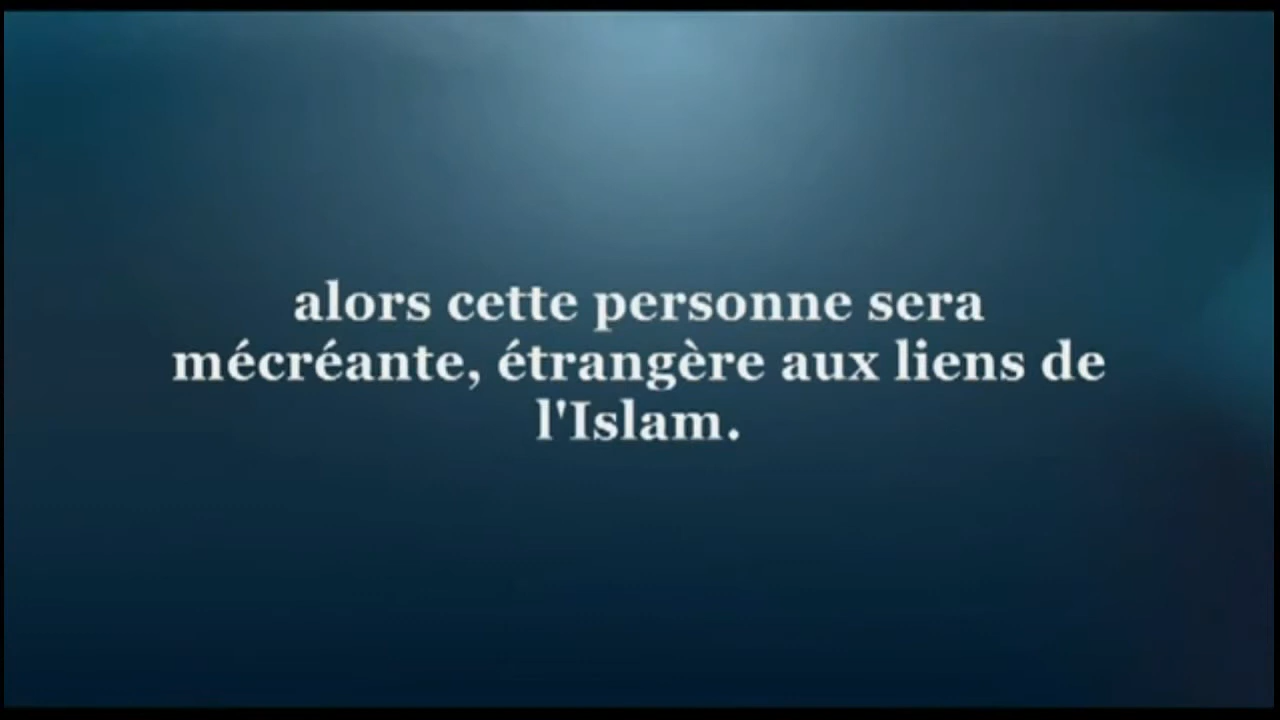 alors cette personne sera
mécréante, étrangère aux liens de
l'Islam.